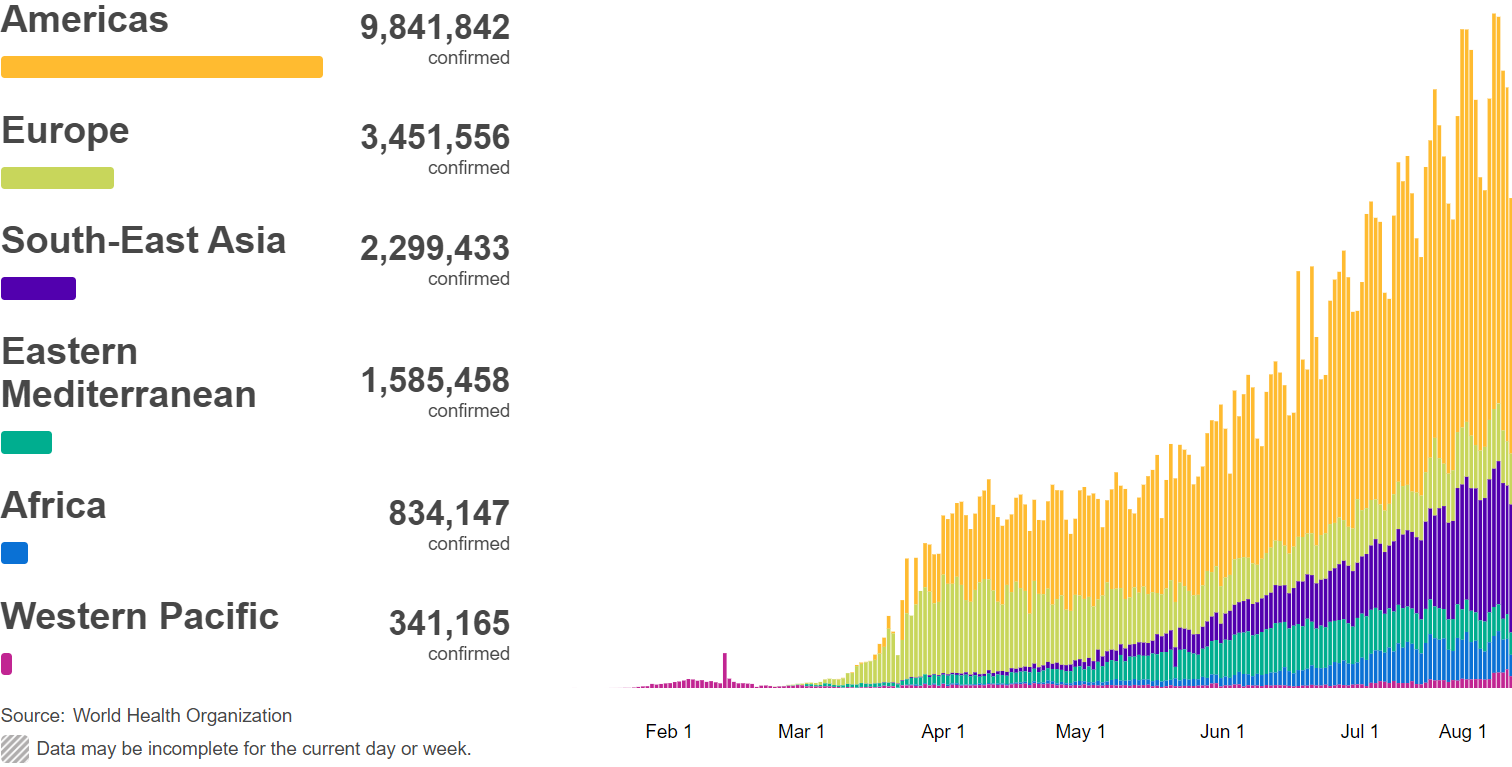 Americas
9,841,842
confirmed
Europe
3,451,556
confirmed
South-East Asia
2,299,433
confirmed
Eastern
Mediterranean
1,585,458
confirmed
Africa
834,147
confirmed
Western Pacific
341,165
confirmed
Source: World Health Organization
Data may be incomplete for the current day or week.
Feb 1
Mar 1
Apr 1
May 1
Jun 1
Jul 1
Aug 1